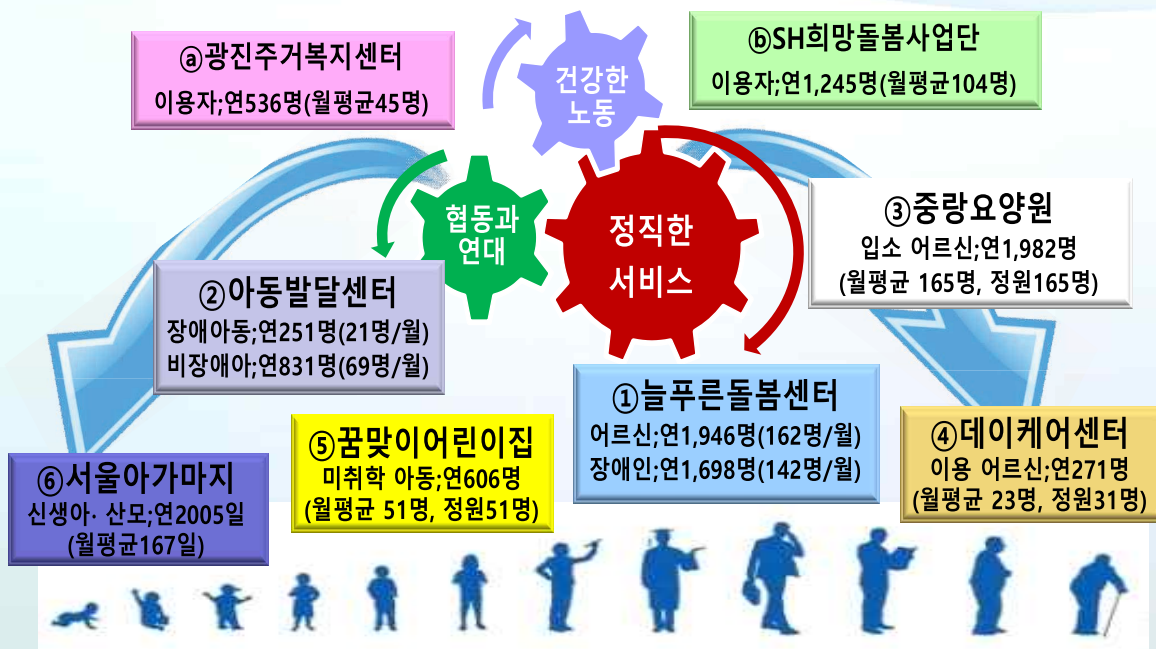 ⓐ광진주거복지센터
이용자;연536명(월평균45명)
건강한
노동
ⓑSH희망돌봄사업단
이용자;연1,245명(월평균104명)
협동과
연대
정직한
서비스
③중랑요양원
입소 어르신;연1,982명
(월평균 165명, 정원165명)
②아동발달센터
장애아동;연251명(21명/월)
비장애아;연831명(69명/월)
①늘푸른돌봄센터
어르신;연1,946명(162명/월)
장애인;연1,698명(142명/월)
④데이케어센터
이용 어르신;연271명
(월평균 23명, 정원31명)
⑤꿈맞이어린이집
미취학 아동;연606명
(월평균 51명, 정원51명)
⑥서울아가마지
신생아· 산모;연2005일
(월평균167일)